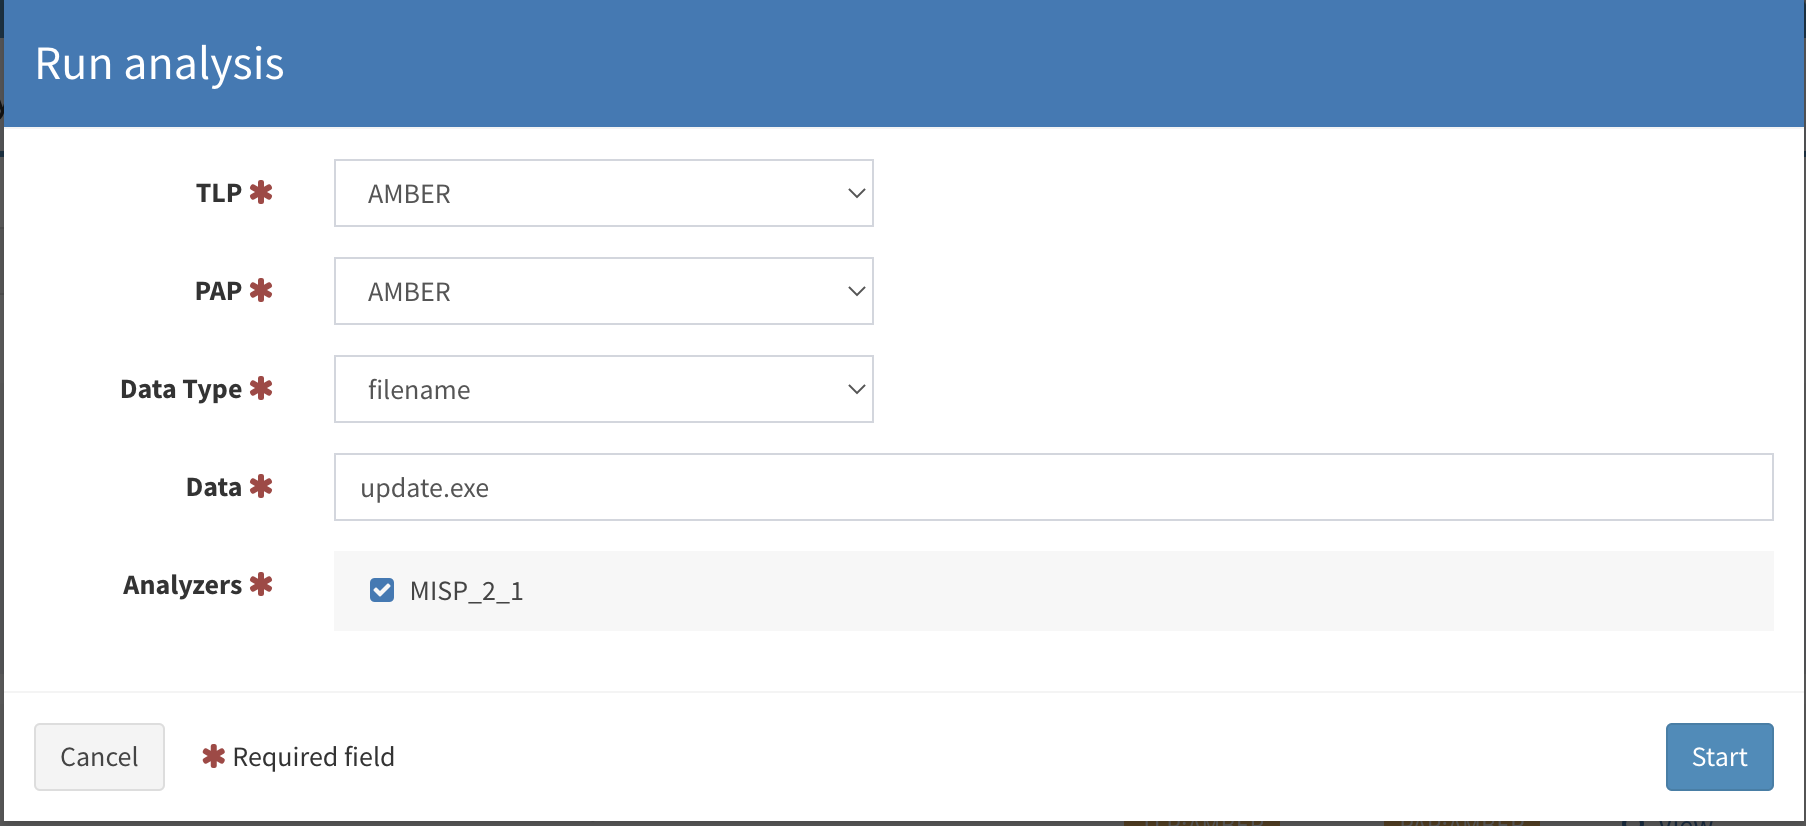 Run analysis
TLP ✱ AMBER
PAP ✱ AMBER
Data Type ✱ filename
Data ✱ update.exe
Analyzers ✱ MISP_2_1
Cancel ✱ Required field Start